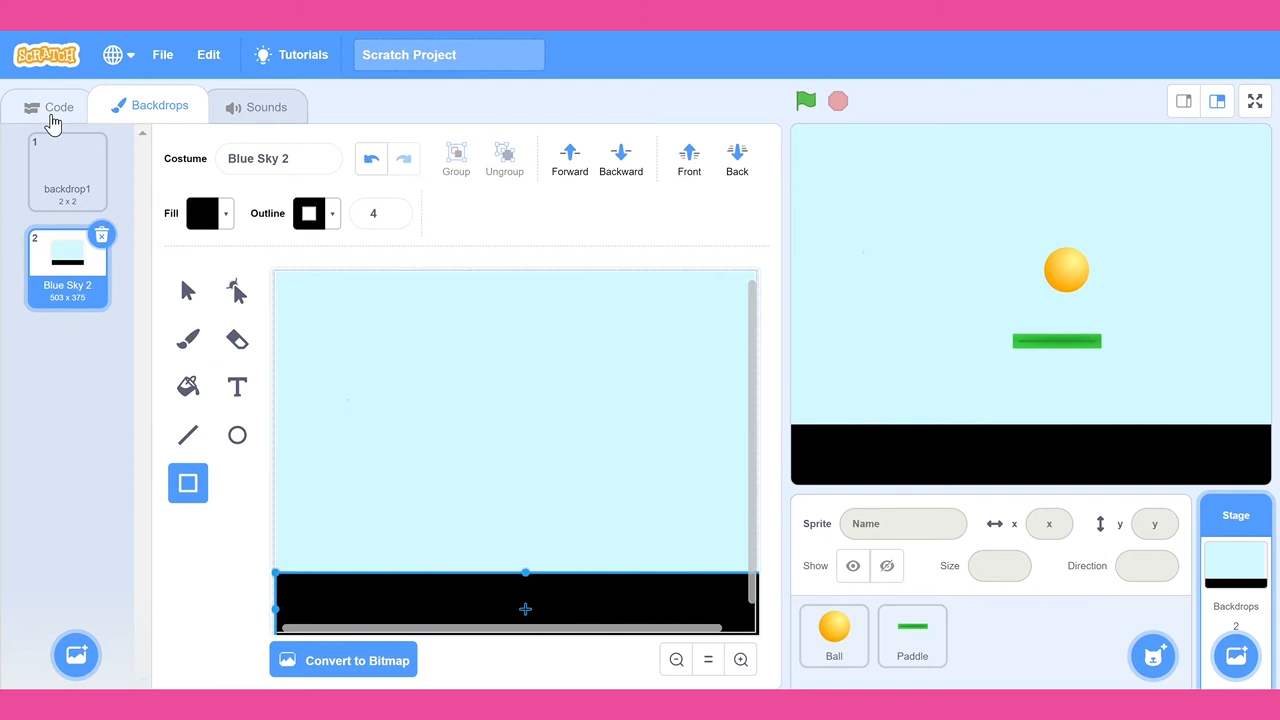 SCRATCH
File
Edit
Tutorials
Scratch Project
Code
Backdrops
Sounds
1
backdrop1
2 x 2
2
Blue Sky 2
503 x 375
Costume
Blue Sky 2
Group
Ungroup
Forward
Backward
Front
Back
Fill
Outline
4
T
Convert to Bitmap
Sprite
Name
x
x
y
y
Show
Size
Direction
Ball
Paddle
Stage
Backdrops
2